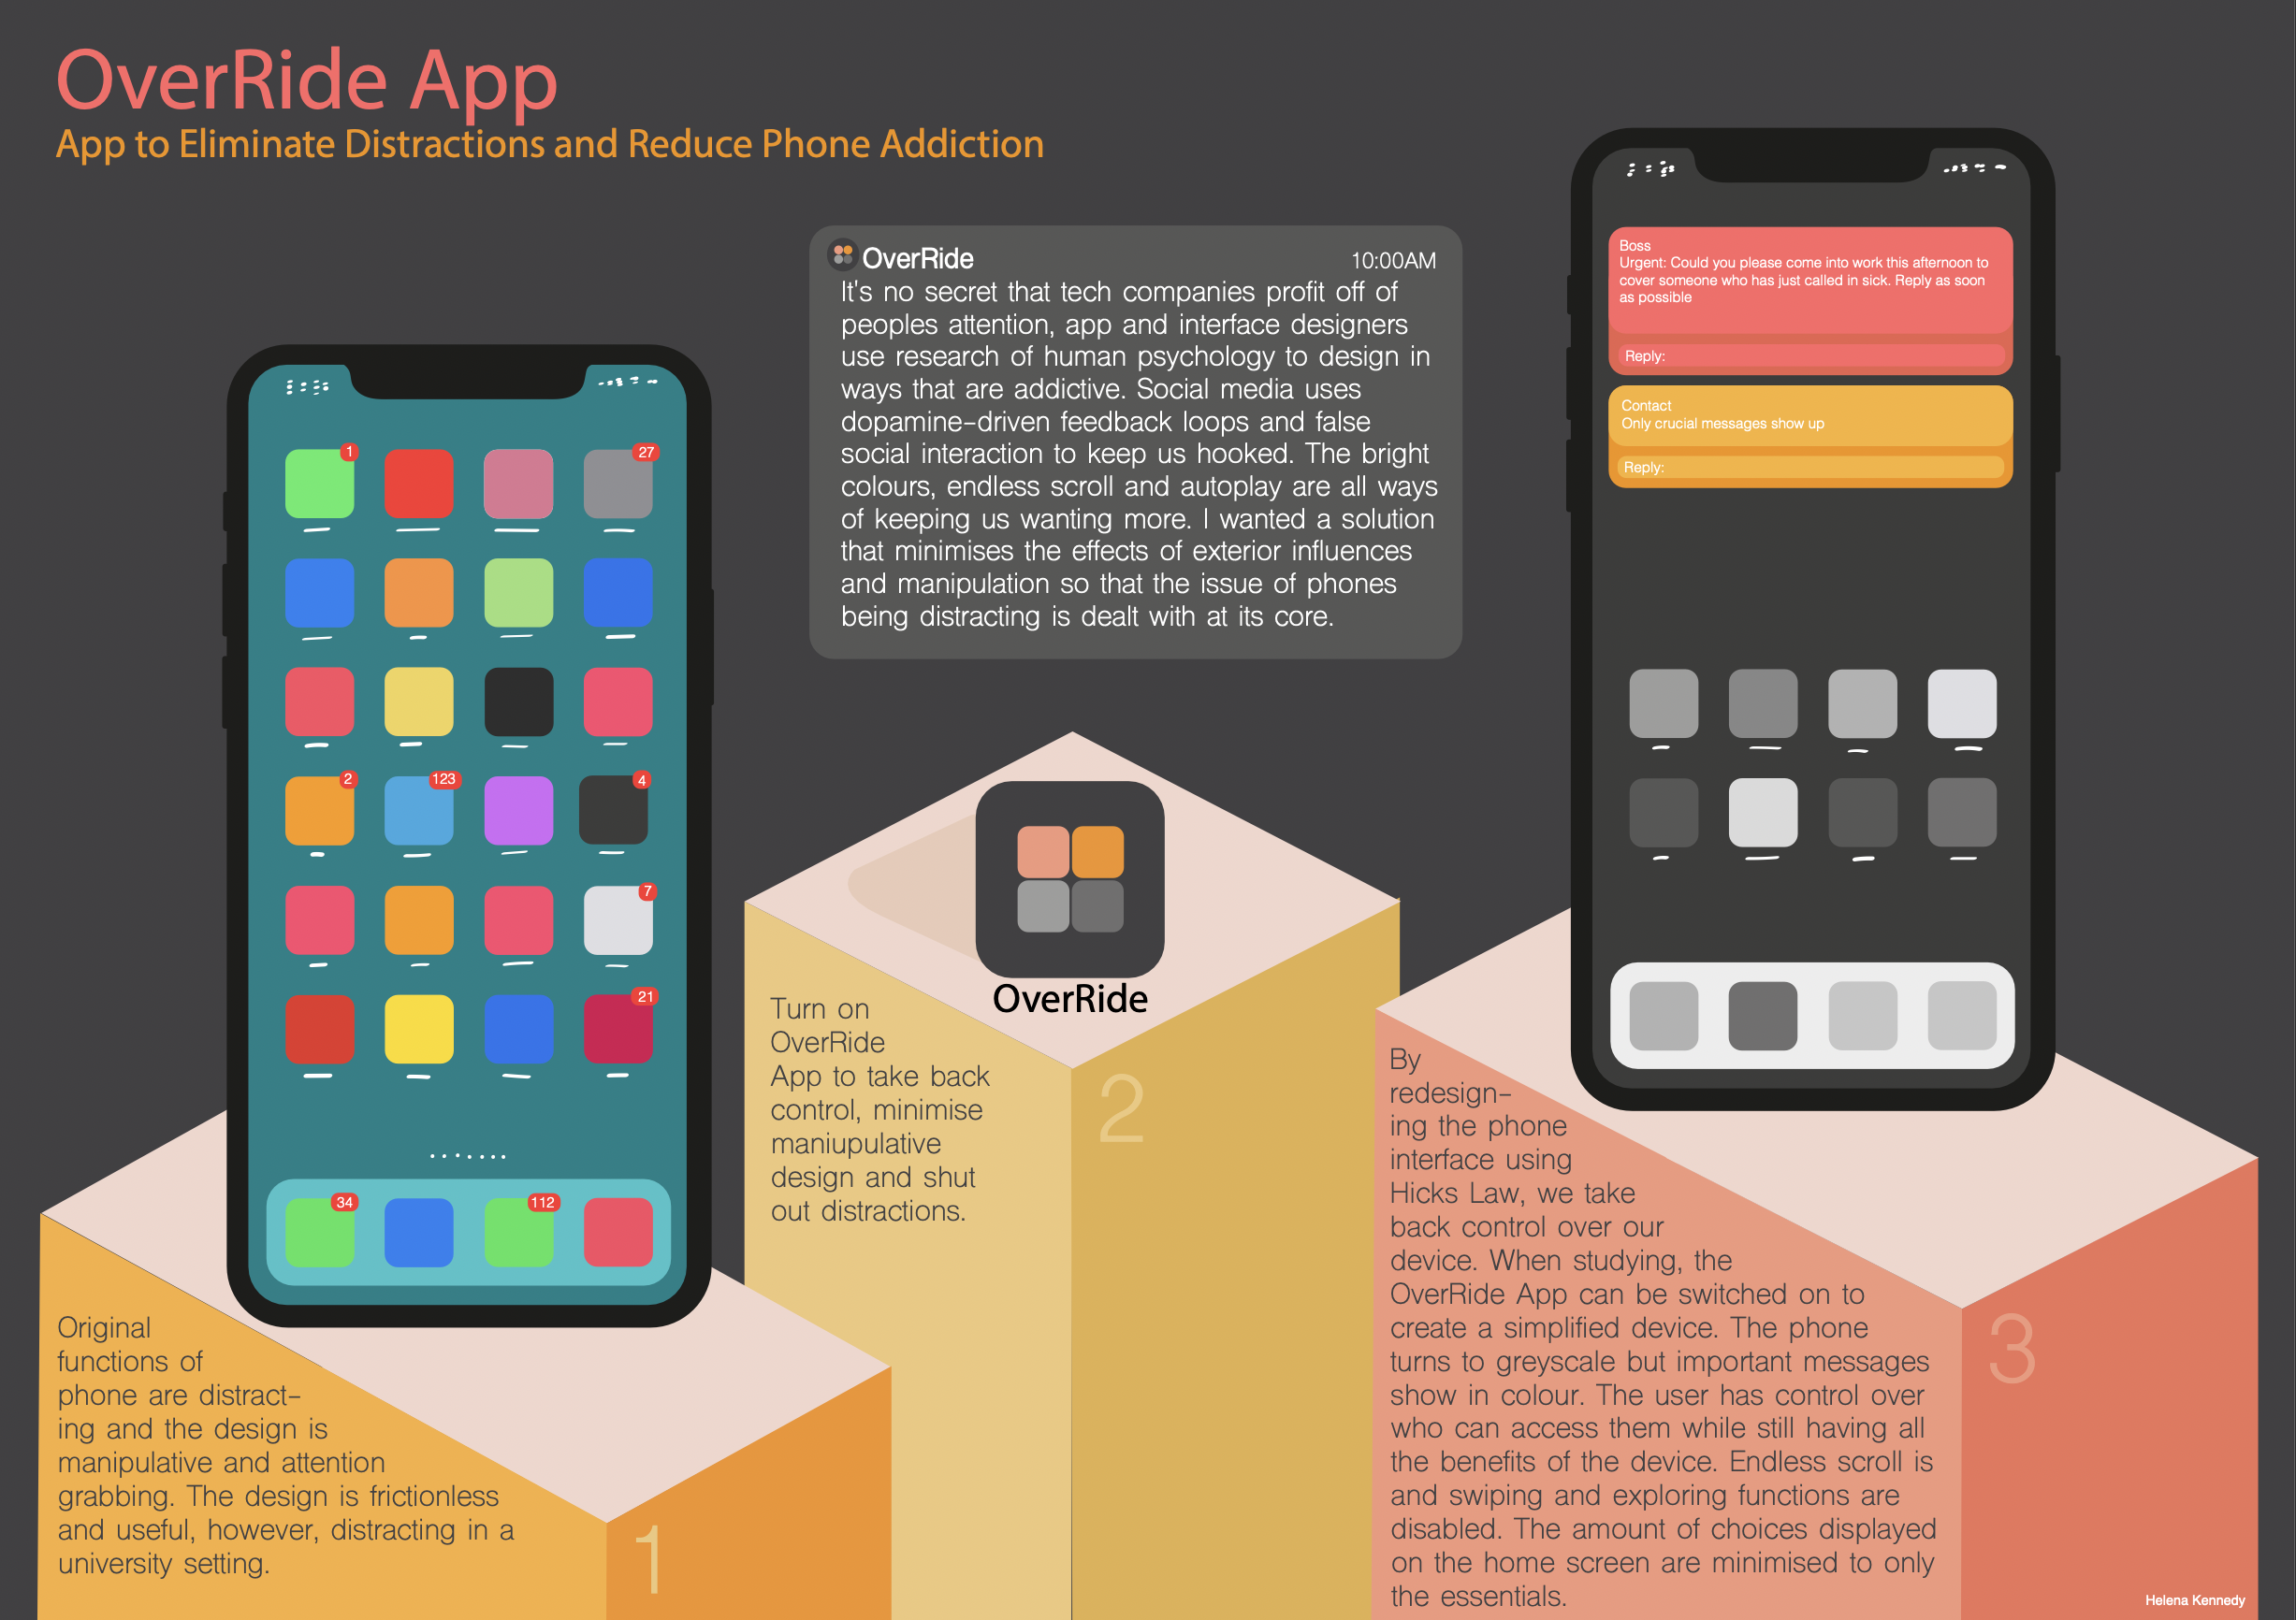 OverRide App
App to Eliminate Distractions and Reduce Phone Addiction
OverRide
10:00AM
It's no secret that tech companies profit off of
peoples attention, app and interface designers
use research of human psychology to design in
ways that are addictive. Social media uses
dopamine-driven feedback loops and false
social interaction to keep us hooked. The bright
colours, endless scroll and autoplay are all ways
of keeping us wanting more. I wanted a solution
that minimises the effects of exterior influences
and manipulation so that the issue of phones
being distracting is dealt with at its core.
1
27
2
123
4
7
21
34
112
Original
functions of
phone are distract-
ing and the design is
manipulative and attention
grabbing. The design is frictionless
and useful, however, distracting in a
university setting.
1
OverRide
Turn on
OverRide
App to take back
control, minimise
maniupulative
design and shut
out distractions.
2
Boss
Urgent: Could you please come into work this afternoon to
cover someone who has just called in sick. Reply as soon
as possible
Reply:
Contact
Only crucial messages show up
Reply:
By
redesign-
ing the phone
interface using
Hicks Law, we take
back control over our
device. When studying, the
OverRide App can be switched on to
create a simplified device. The phone
turns to greyscale but important messages
show in colour. The user has control over
who can access them while still having all
the benefits of the device. Endless scroll is
and swiping and exploring functions are
disabled. The amount of choices displayed
on the home screen are minimised to only
the essentials.
3
Helena Kennedy